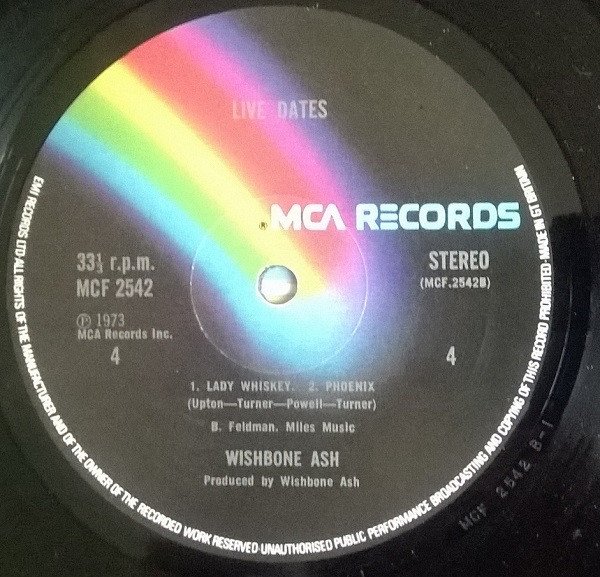 LIVE DATES
MCA RECORDS
33⅓ r.p.m.
MCF 2542
STEREO
(MCF.2542B)
Ⓟ 1973
MCA Records Inc.
4
4
1. LADY WHISKEY. 2. PHOENIX
(Upton—Turner—Powell—Turner)
B. Feldman. Miles Music
WISHBONE ASH
Produced by Wishbone Ash
EMI RECORDS LTD·ALL RIGHTS OF THE MANUFACTURER AND OF THE OWNER OF THE RECORDED WORK RESERVED·UNAUTHORISED PUBLIC PERFORMANCE BROADCASTING AND COPYING OF THIS RECORD PROHIBITED·MADE IN GT BRITAIN
MCF 2542 B-1